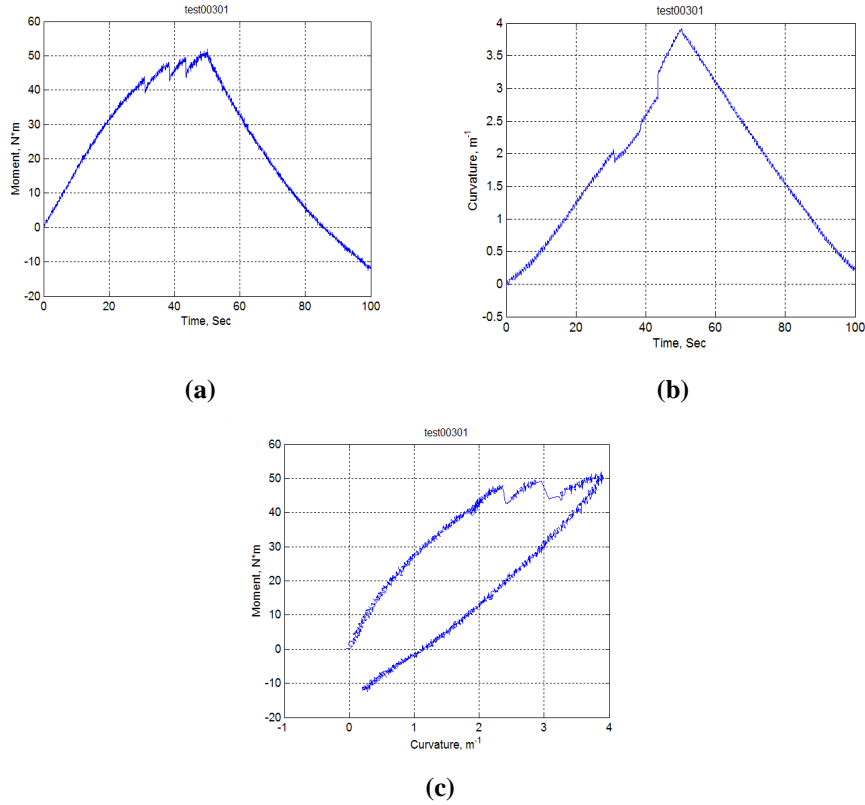 test00301
60
50
40
30
20
10
0
-10
-20
Moment, N*m
0 20 40 60 80 100
Time, Sec
(a)
test00301
4
3.5
3
2.5
2
1.5
1
0.5
0
-0.5
Curvature, m-1
0 20 40 60 80 100
Time, Sec
(b)
test00301
60
50
40
30
20
10
0
-10
-20
Moment, N*m
-1 0 1 2 3 4
Curvature, m-1
(c)